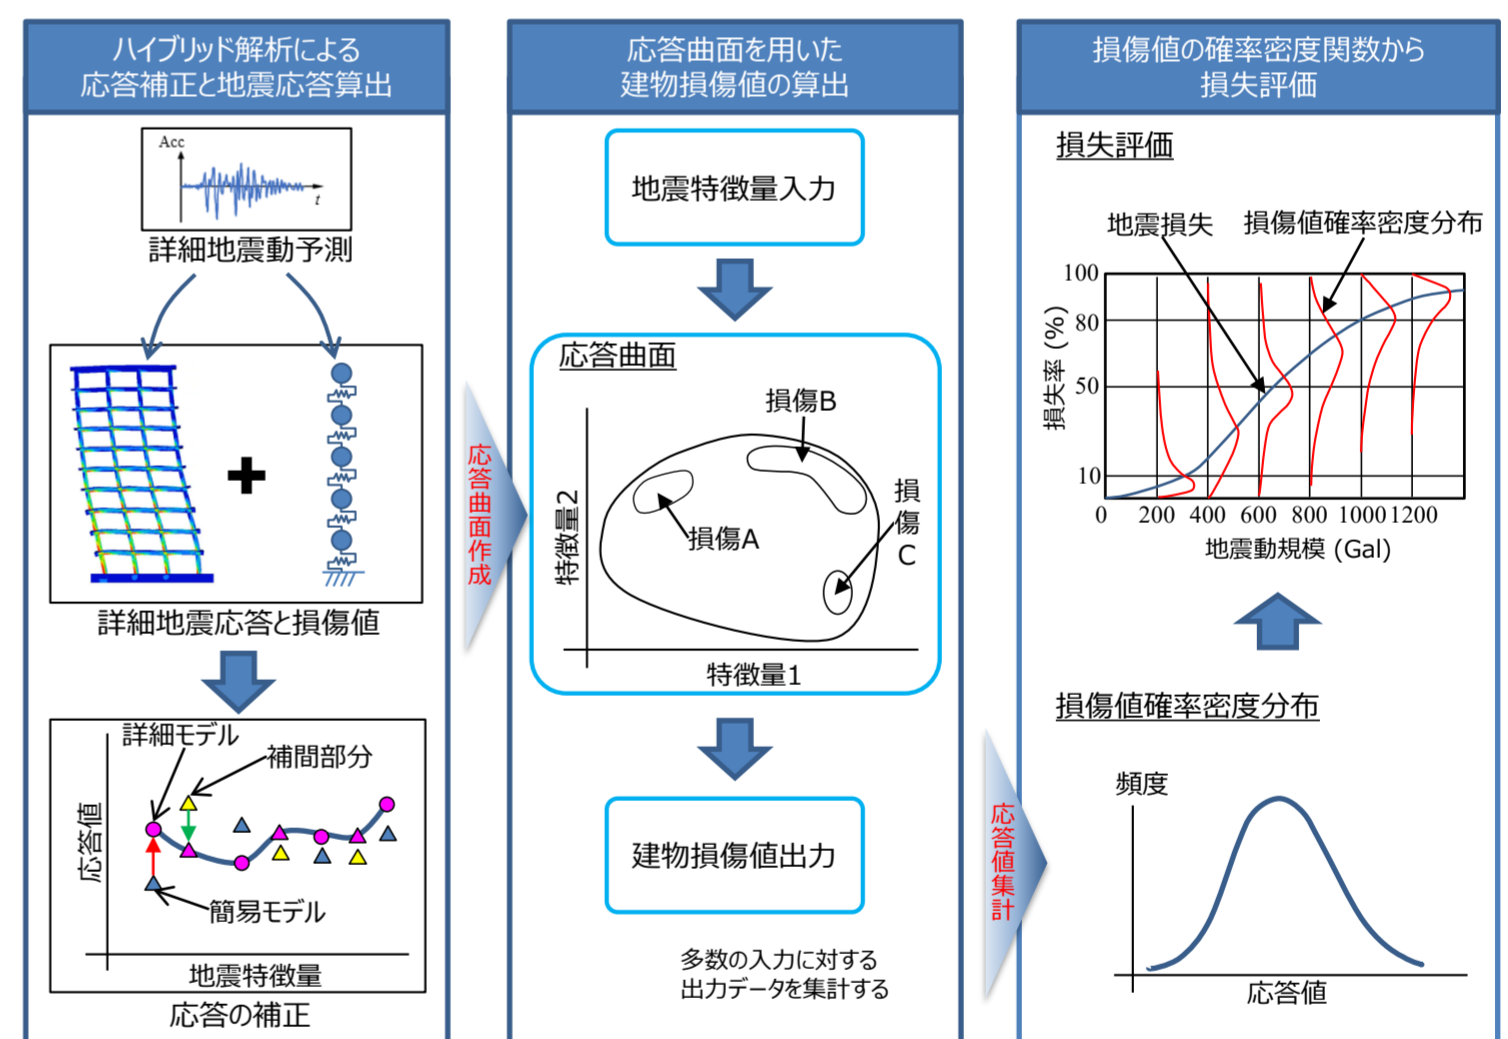 ハイブリッド解析による
応答補正と地震応答算出
Acc
t
詳細地震動予測
詳細地震応答と損傷値
詳細モデル
補間部分
応答値
簡易モデル
地震特徴量
応答の補正
応答曲面作成
応答曲面を用いた
建物損傷値の算出
地震特徴量入力
応答曲面
損傷B
損傷A
損傷C
特徴量2
特徴量1
建物損傷値出力
多数の入力に対する
出力データを集計する
応答値集計
損傷値の確率密度関数から
損失評価
損失評価
地震損失
損傷値確率密度分布
損失率 (%)
100
80
50
10
0 200 400 600 800 1000 1200
地震動規模 (Gal)
損傷値確率密度分布
頻度
応答値